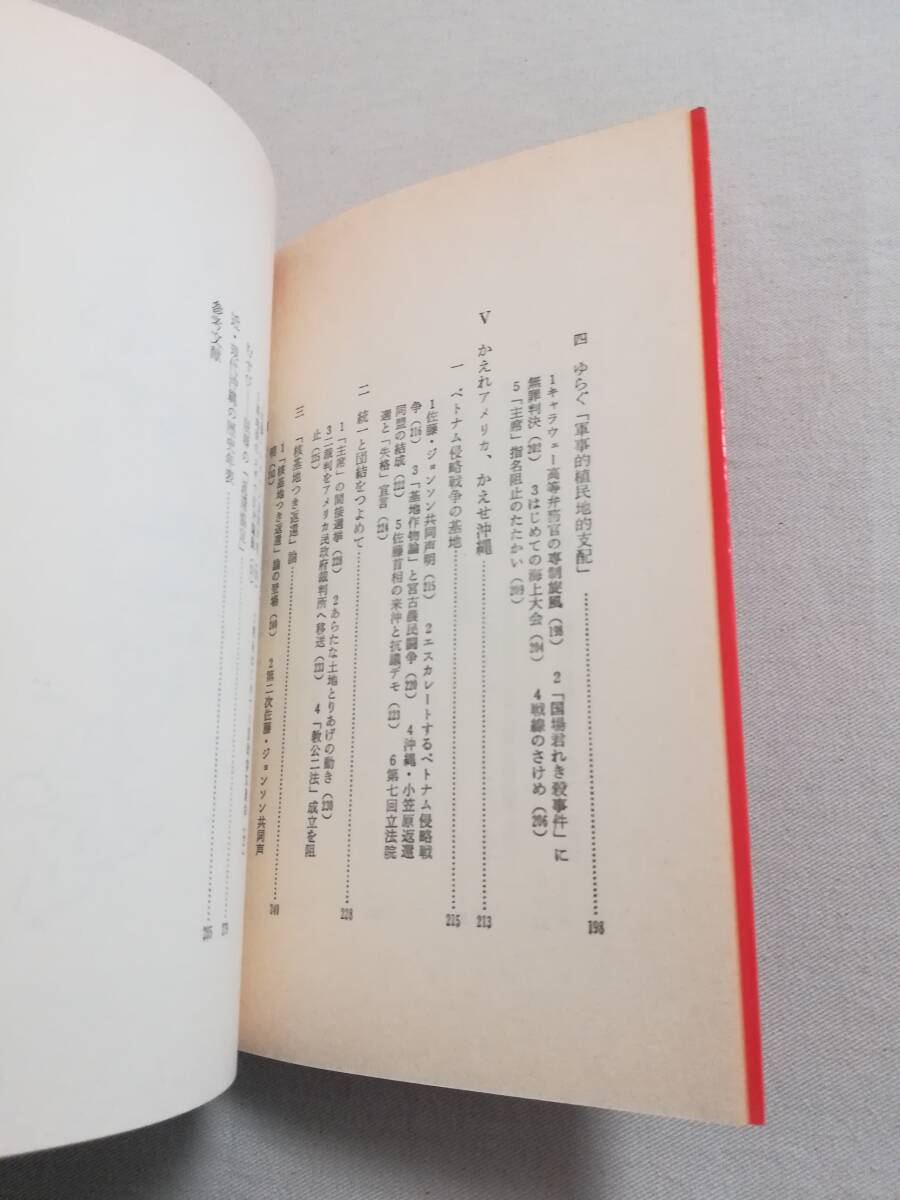 四 ゆらぐ「軍事的植民地的支配」……198
1キャラウェー高等弁務官の専制旋風(198) 2「国場君れき殺事件」に
無罪判決(202) 3はじめての海上大会(204) 4戦線のさけめ(206)
5「主席」指名阻止のたたかい(209)
V かえれアメリカ、かえせ沖縄……213
一 ベトナム侵略戦争の基地……215
1佐藤・ジョンソン共同声明(215) 2エスカレートするベトナム侵略戦
争(216) 3「基地作物論」と宮古農民闘争(220) 4沖縄・小笠原返還
同盟の結成(222) 5佐藤首相の来沖と抗議デモ(223) 6第七回立法院
選と「失格」宣言(224)
二 統一と団結をつよめて……228
1「主席」の間接選挙(228) 2あらたな土地とりあげの動き(230)
3二裁判をアメリカ民政府裁判所へ移送(233) 4「教公二法」成立を阻
止(235)
三 「核基地つき返還」論……240
1「核基地つき返還」論の登場(240) 2第二次佐藤・ジョンソン共同声
明